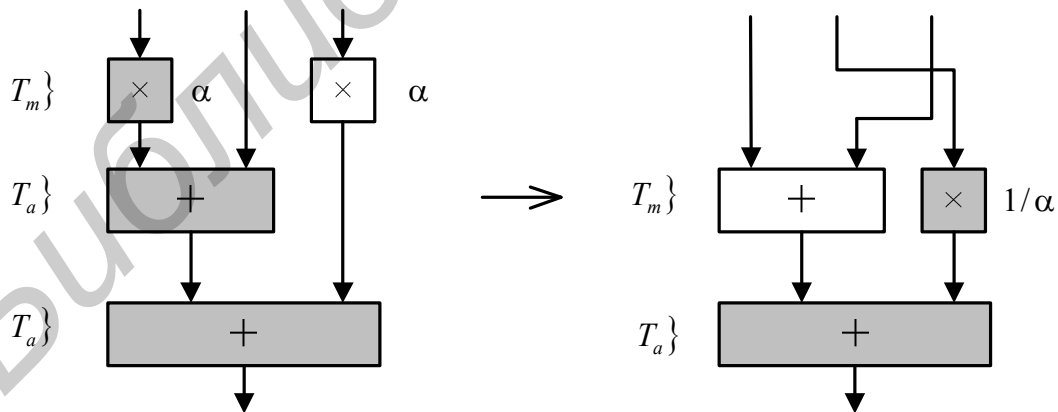 T_m} × α × α
T_a} +
T_a} +
T_m} + × 1/α
T_a} +